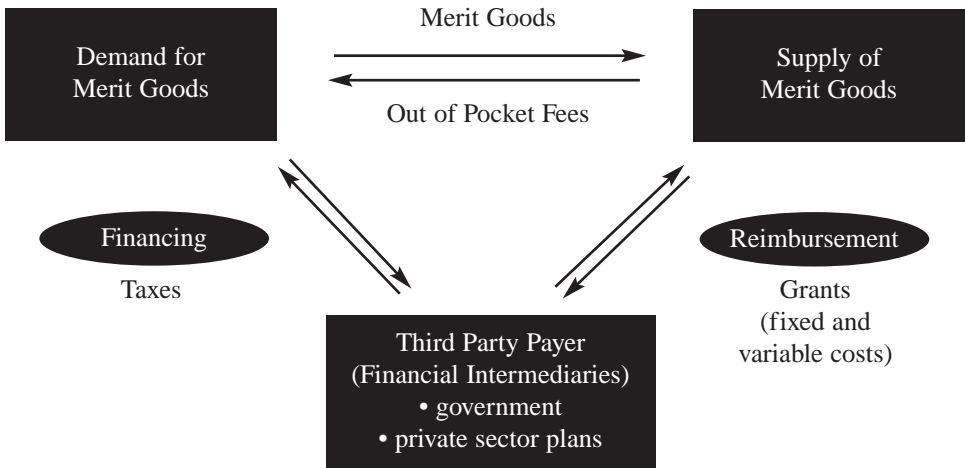 Merit Goods
Demand for
Merit Goods
Supply of
Merit Goods
Out of Pocket Fees
Financing
Taxes
Reimbursement
Grants
(fixed and
variable costs)
Third Party Payer
(Financial Intermediaries)
• government
• private sector plans